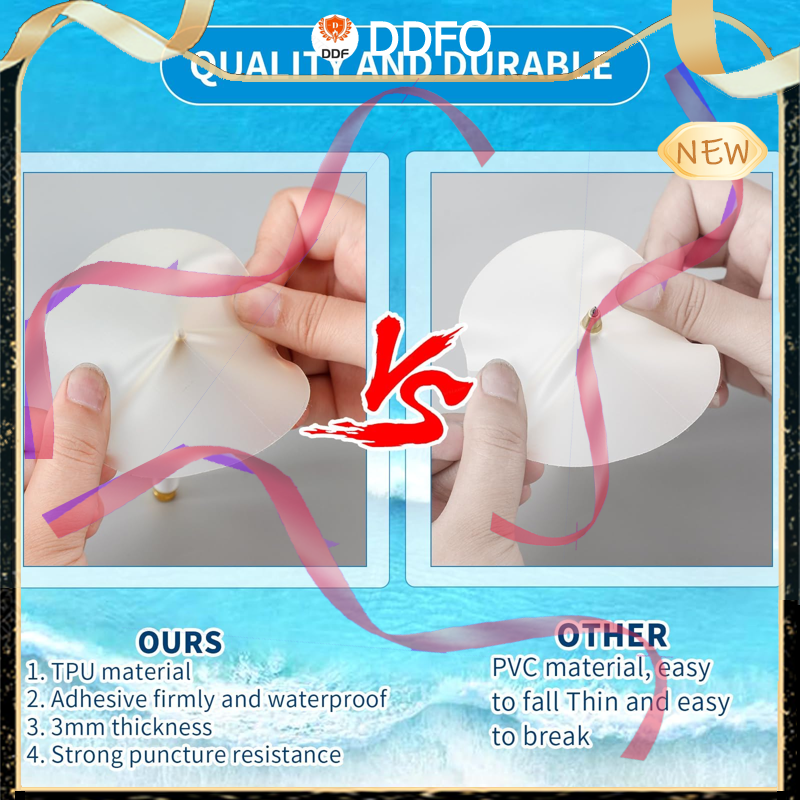 DDF
DDFO
QUALITY AND DURABLE
NEW
VS
OURS
1. TPU material
2. Adhesive firmly and waterproof
3. 3mm thickness
4. Strong puncture resistance
OTHER
PVC material, easy
to fall Thin and easy
to break